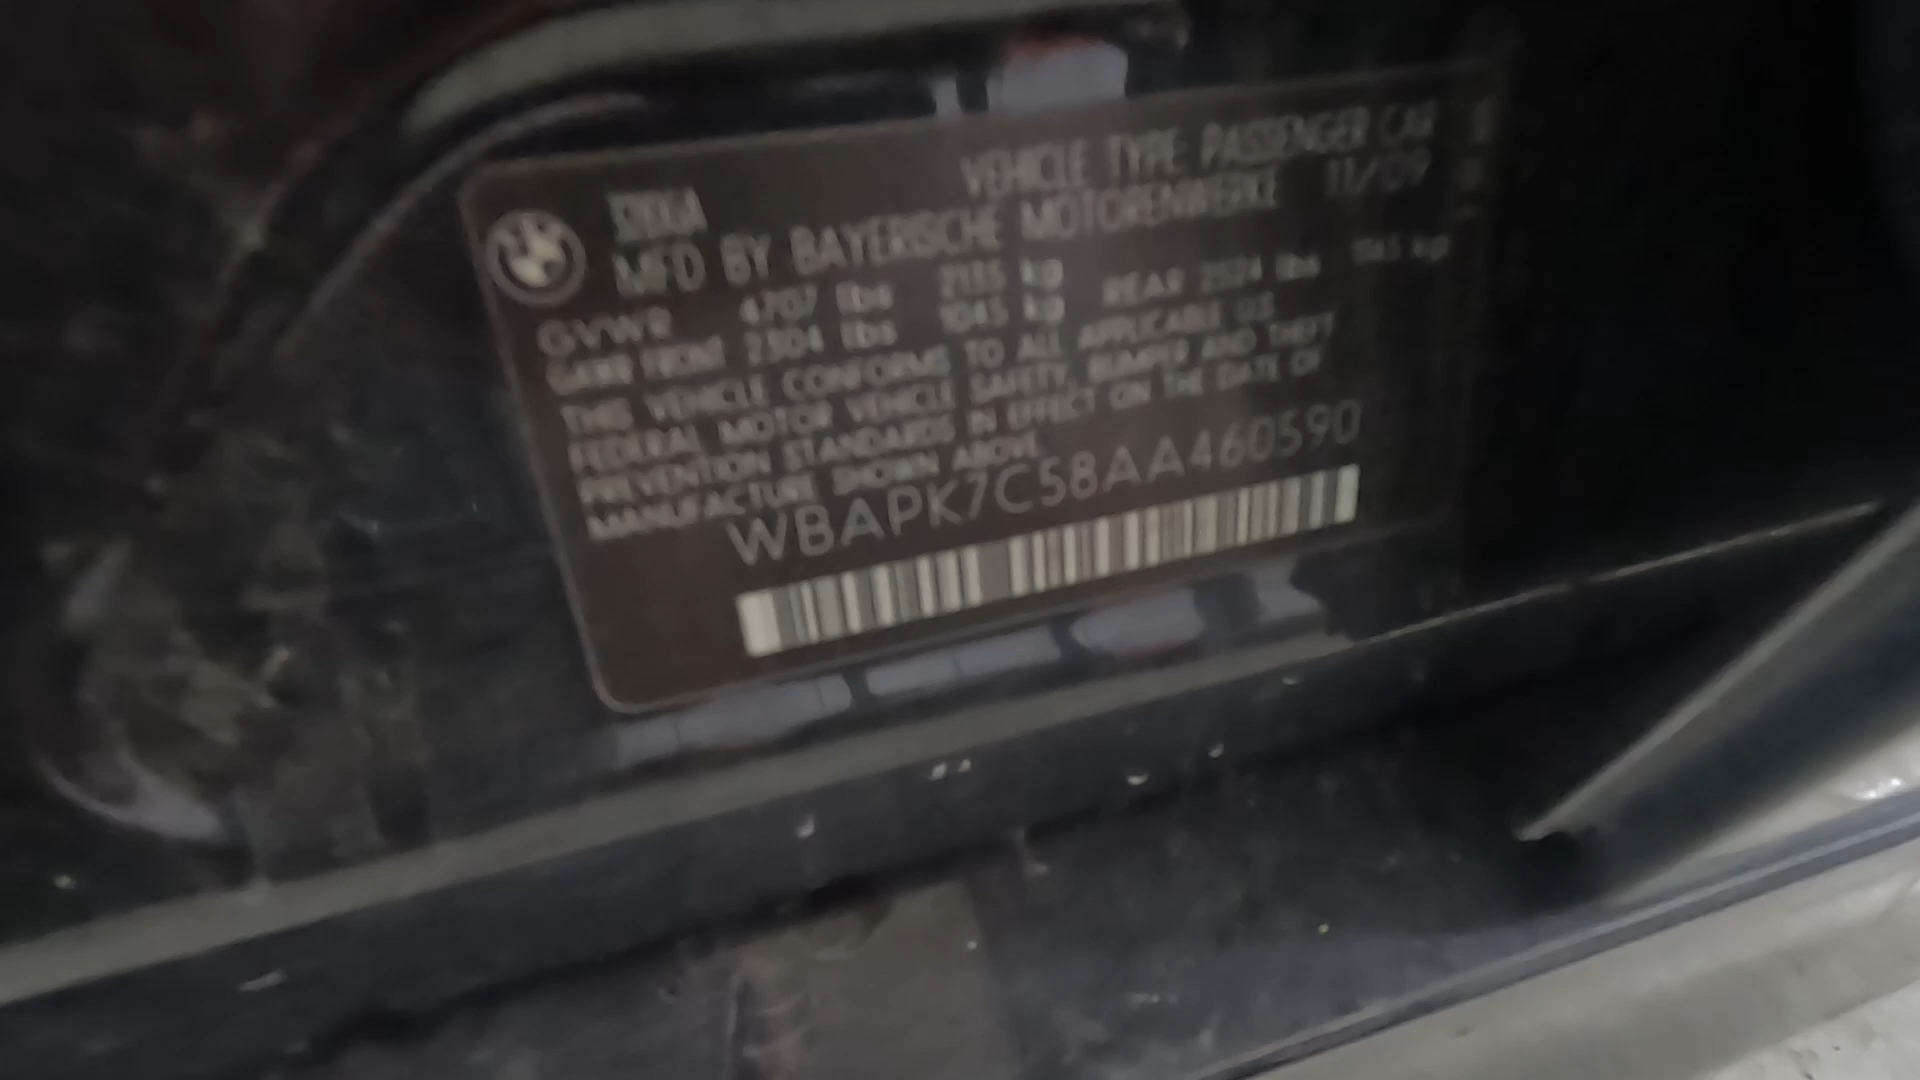 VEHICLE TYPE PASSENGER CAR
MFD BY BAYERISCHE MOTORENWERKE 11/09
GVWR 4707 lbs 2135 kg
GAWR FRONT 2304 lbs 1045 kg REAR lbs kg
THIS VEHICLE CONFORMS TO ALL APPLICABLE U.S.
FEDERAL MOTOR VEHICLE SAFETY, BUMPER AND THEFT
PREVENTION STANDARDS IN EFFECT ON THE DATE OF
MANUFACTURE SHOWN ABOVE
WBAPK7C58AA460590